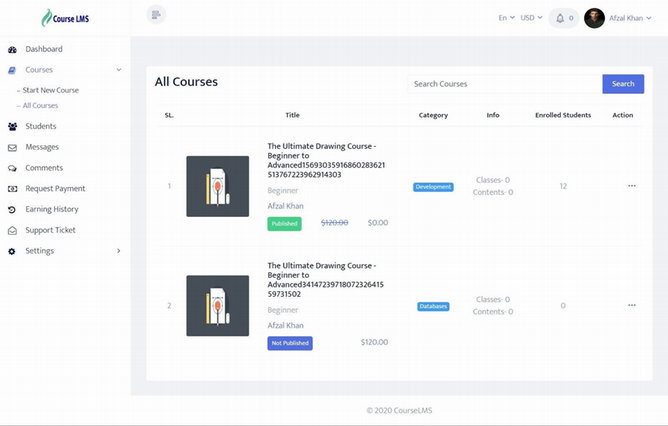 Course LMS
En
USD
0
Afzal Khan
Dashboard
Courses
– Start New Course
– All Courses
Students
Messages
Comments
Request Payment
Earning History
Support Ticket
Settings
All Courses
Search Courses
Search
SL. Title Category Info Enrolled Students Action
1
The Ultimate Drawing Course -
Beginner to
Advanced15693035916860283621
513767223962914303
Beginner
Afzal Khan
Published $120.00 $0.00
Development
Classes- 0
Contents- 0
12
2
The Ultimate Drawing Course -
Beginner to
Advanced34147239718072326415
59731502
Beginner
Afzal Khan
Not Published $120.00
Databases
Classes- 0
Contents- 0
0
© 2020 CourseLMS